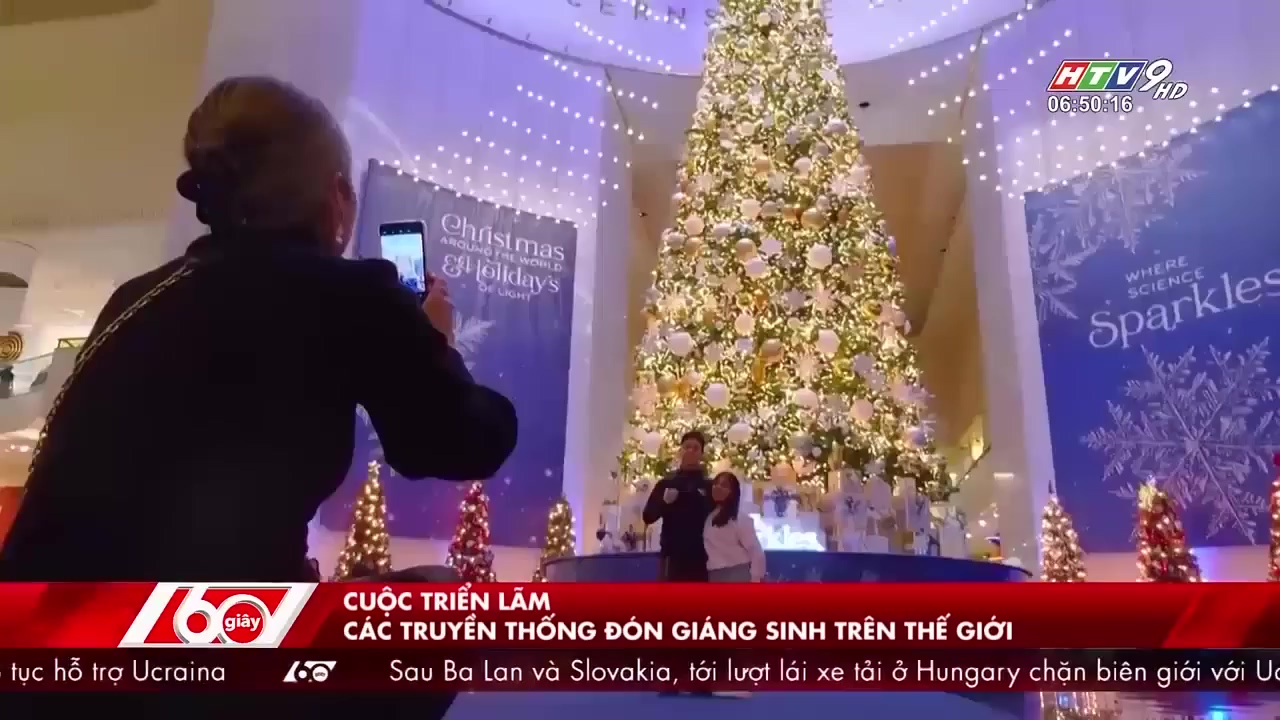 CERNS
HTV9 HD
06:50:16
Christmas
AROUND THE WORLD
& Holidays
OF LIGHT
WHERE
SCIENCE
Sparkles
60 giây
CUỘC TRIỂN LÃM
CÁC TRUYỀN THỐNG ĐÓN GIÁNG SINH TRÊN THẾ GIỚI
tục hỗ trợ Ucraina
60
Sau Ba Lan và Slovakia, tới lượt lái xe tải ở Hungary chặn biên giới với